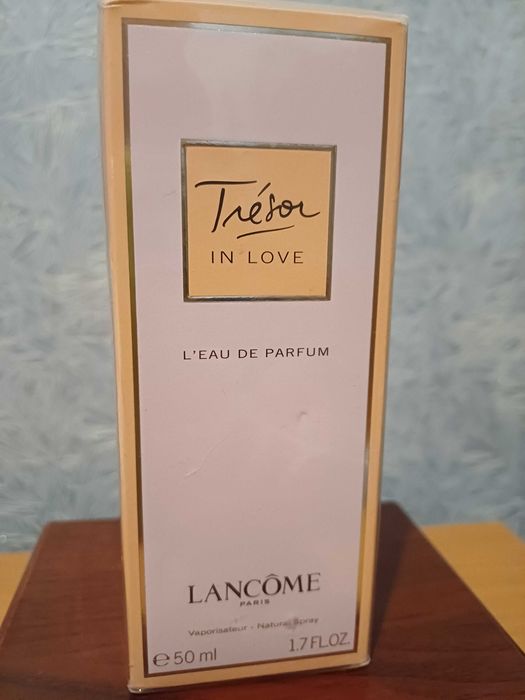 Trésor
IN LOVE
L'EAU DE PARFUM
LANCÔME
PARIS
Vaporisateur - Natural Spray
℮ 50 ml 1.7 FL.OZ.